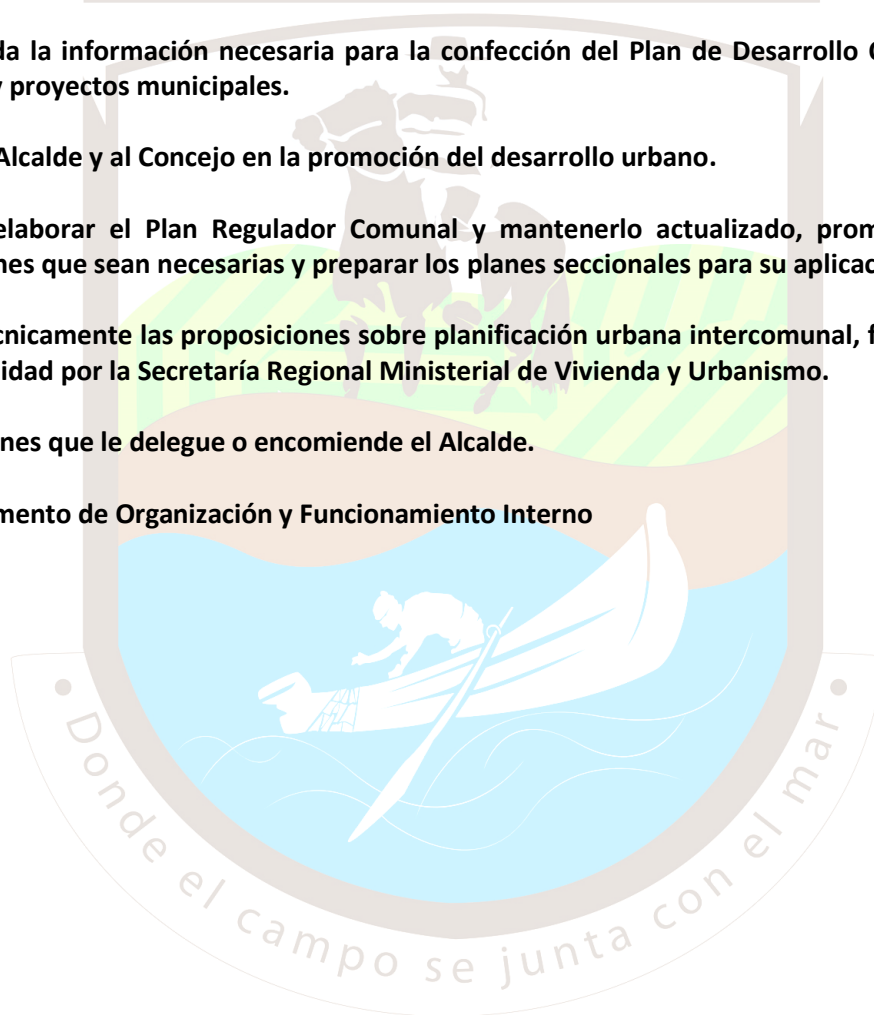 da la información necesaria para la confección del Plan de Desarrollo
y proyectos municipales.
Alcalde y al Concejo en la promoción del desarrollo urbano.
elaborar el Plan Regulador Comunal y mantenerlo actualizado,
nes que sean necesarias y preparar los planes seccionales para su
cnicamente las proposiciones sobre planificación urbana intercomunal,
idad por la Secretaría Regional Ministerial de Vivienda y Urbanismo.
nes que le delegue o encomiende el Alcalde.
mento de Organización y Funcionamiento Interno
• Donde el campo se junta con el mar •